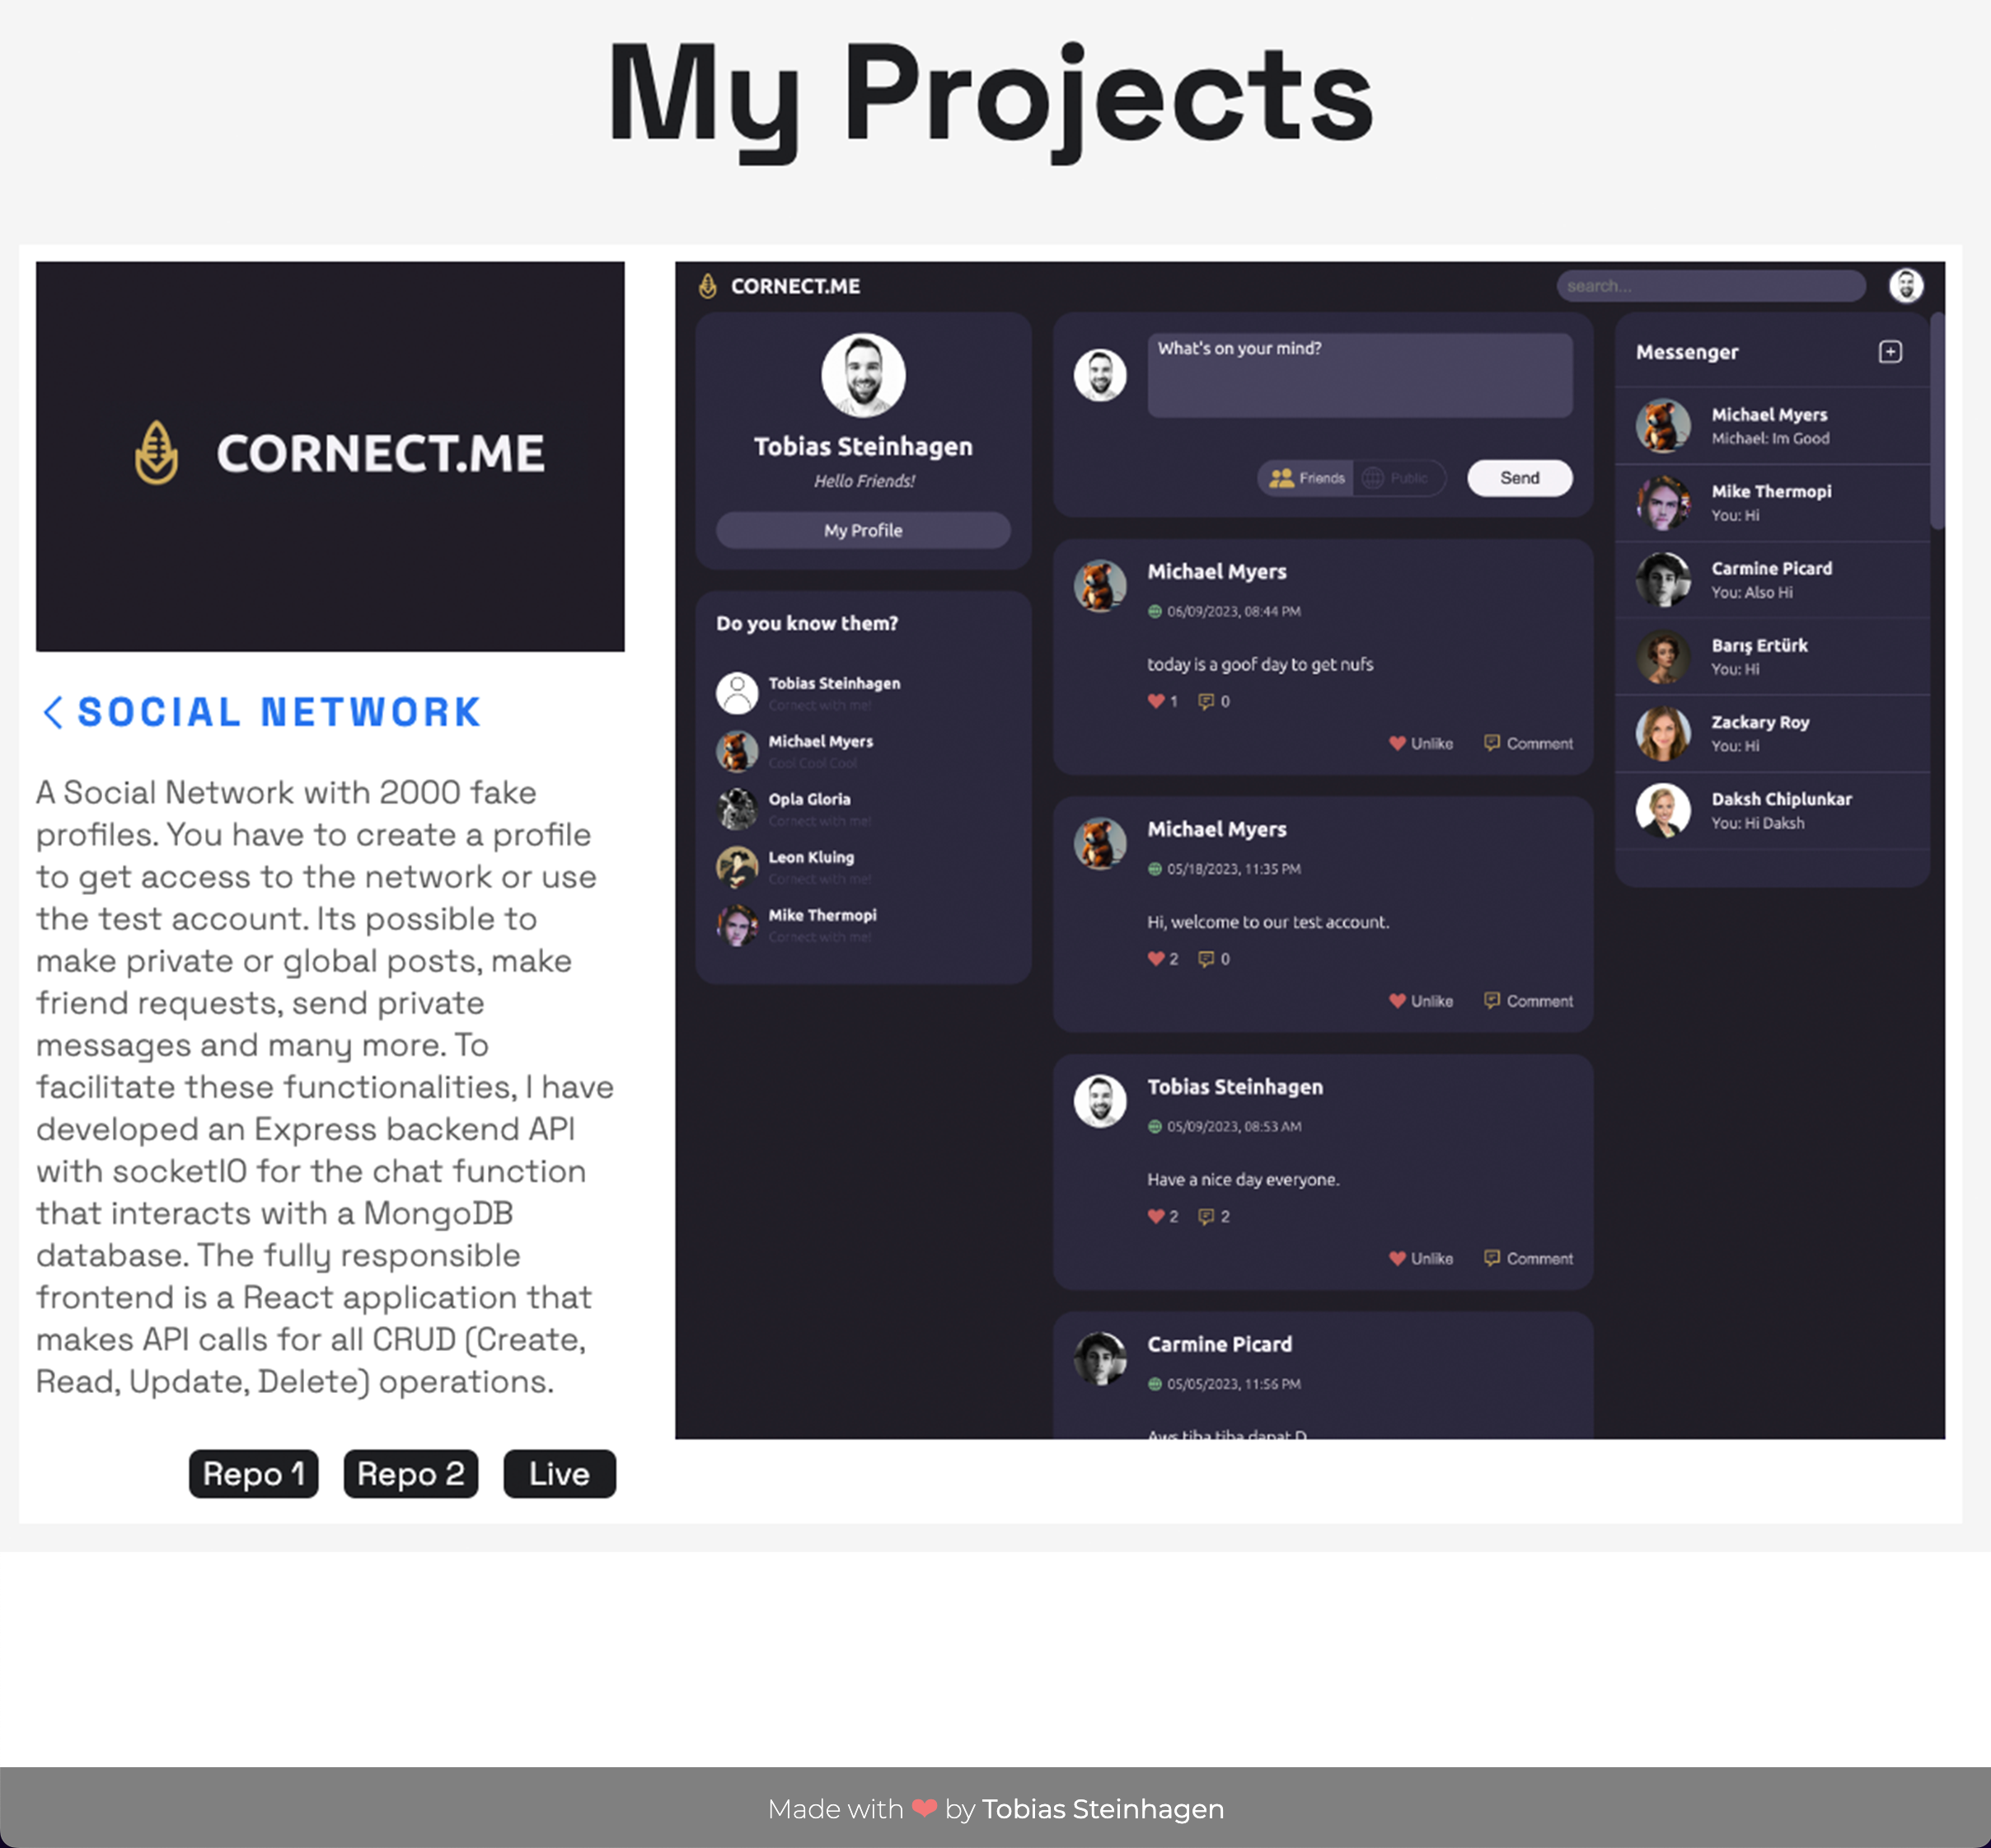 My Projects
CORNECT.ME
SOCIAL NETWORK
A Social Network with 2000 fake
profiles. You have to create a profile
to get access to the network or use
the test account. Its possible to
make private or global posts, make
friend requests, send private
messages and many more. To
facilitate these functionalities, I have
developed an Express backend API
with socketIO for the chat function
that interacts with a MongoDB
database. The fully responsible
frontend is a React application that
makes API calls for all CRUD (Create,
Read, Update, Delete) operations.
Repo 1
Repo 2
Live
CORNECT.ME
search...
Tobias Steinhagen
Hello Friends!
My Profile
Do you know them?
Tobias Steinhagen
Cornect with me!
Michael Myers
Cool Cool Cool
Opla Gloria
Cornect with me!
Leon Kluing
Cornect with me!
Mike Thermopi
Cornect with me!
What's on your mind?
Friends
Public
Send
Michael Myers
06/09/2023, 08:44 PM
today is a goof day to get nufs
1
0
Unlike
Comment
Michael Myers
05/18/2023, 11:35 PM
Hi, welcome to our test account.
2
0
Unlike
Comment
Tobias Steinhagen
05/09/2023, 08:53 AM
Have a nice day everyone.
2
2
Unlike
Comment
Carmine Picard
05/05/2023, 11:56 PM
Aws tiba tiba dapat D
Messenger
Michael Myers
Michael: Im Good
Mike Thermopi
You: Hi
Carmine Picard
You: Also Hi
Barış Ertürk
You: Hi
Zackary Roy
You: Hi
Daksh Chiplunkar
You: Hi Daksh
Made with ❤ by Tobias Steinhagen